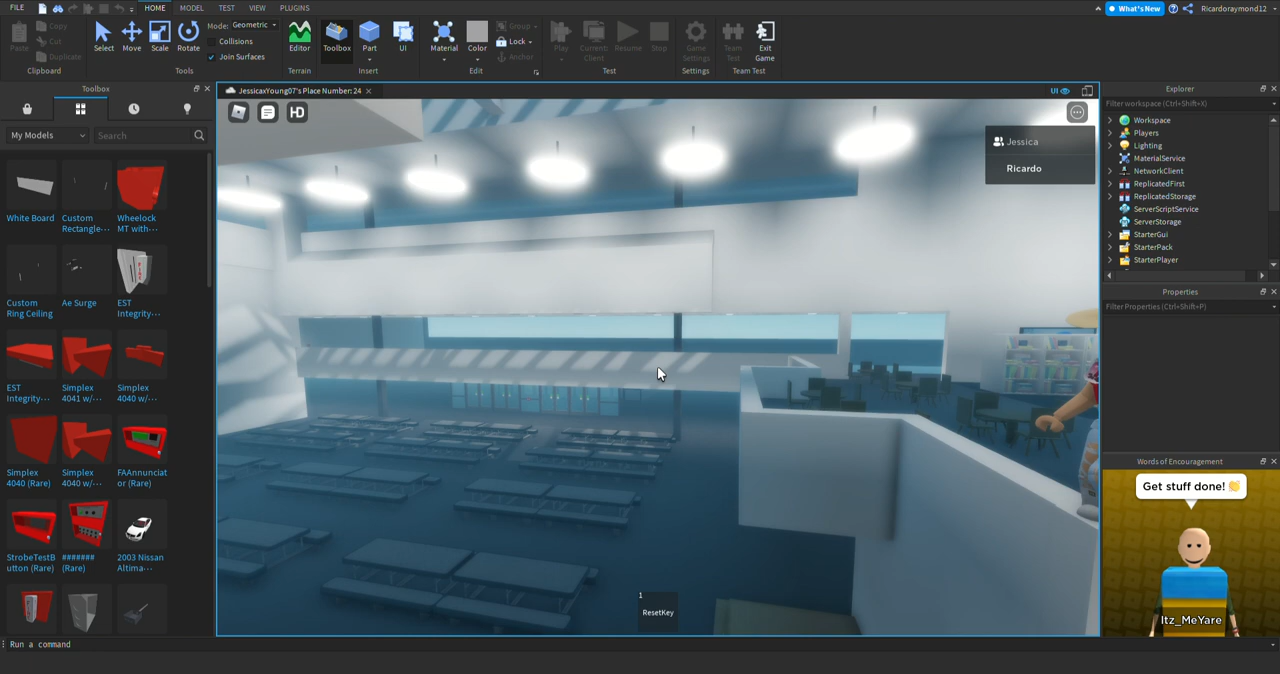 FILE
HOME
MODEL
TEST
VIEW
PLUGINS
What's New
Ricardoraymond12
Paste
Copy
Cut
Duplicate
Clipboard
Select
Move
Scale
Rotate
Mode: Geometric
Collisions
Join Surfaces
Tools
Editor
Terrain
Toolbox
Part
UI
Insert
Material
Color
Group
Lock
Anchor
Edit
Play
Current: Client
Resume
Stop
Test
Game Settings
Settings
Team Test
Exit Game
Team Test
Toolbox
My Models
Search
White Board
Custom Rectangle···
Wheelock MT with···
Custom Ring Ceiling
Ae Surge
EST Integrity···
EST Integrity···
Simplex 4041 w/···
Simplex 4040 w/···
Simplex 4040 (Rare)
Simplex 4040 w/···
FAAnnunciator (Rare)
StrobeTestButton (Rare)
####### (Rare)
2003 Nissan Altima···
JessicaxYoung07's Place Number: 24
UI
HD
Jessica
Ricardo
1
ResetKey
Explorer
Filter workspace (Ctrl+Shift+X)
Workspace
Players
Lighting
MaterialService
NetworkClient
ReplicatedFirst
ReplicatedStorage
ServerScriptService
ServerStorage
StarterGui
StarterPack
StarterPlayer
Properties
Filter Properties (Ctrl+Shift+P)
Words of Encouragement
Get stuff done! 👏
Itz_MeYare
Run a command